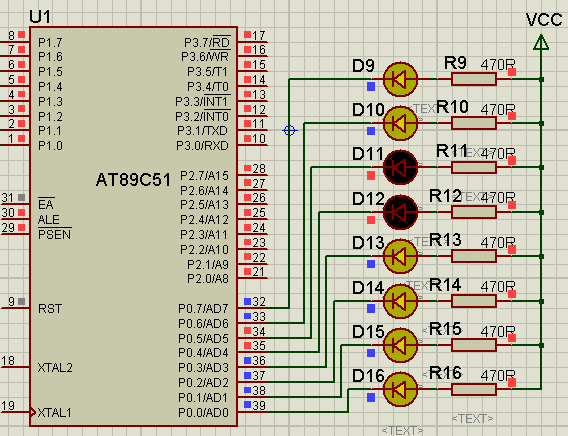 U1
VCC
8 P1.7
7 P1.6
6 P1.5
5 P1.4
4 P1.3
3 P1.2
2 P1.1
1 P1.0
31 EA
30 ALE
29 PSEN
9 RST
18 XTAL2
19 XTAL1
AT89C51
P3.7/RD 17
P3.6/WR 16
P3.5/T1 15
P3.4/T0 14
P3.3/INT1 13
P3.2/INT0 12
P3.1/TXD 11
P3.0/RXD 10
P2.7/A15 28
P2.6/A14 27
P2.5/A13 26
P2.4/A12 25
P2.3/A11 24
P2.2/A10 23
P2.1/A9 22
P2.0/A8 21
P0.7/AD7 32
P0.6/AD6 33
P0.5/AD5 34
P0.4/AD4 35
P0.3/AD3 36
P0.2/AD2 37
P0.1/AD1 38
P0.0/AD0 39
D9 R9 470R
D10 R10 470R
D11 R11 470R
D12 R12 470R
D13 R13 470R
D14 R14 470R
D15 R15 470R
D16 R16 470R
<TEXT>
<TEXT>